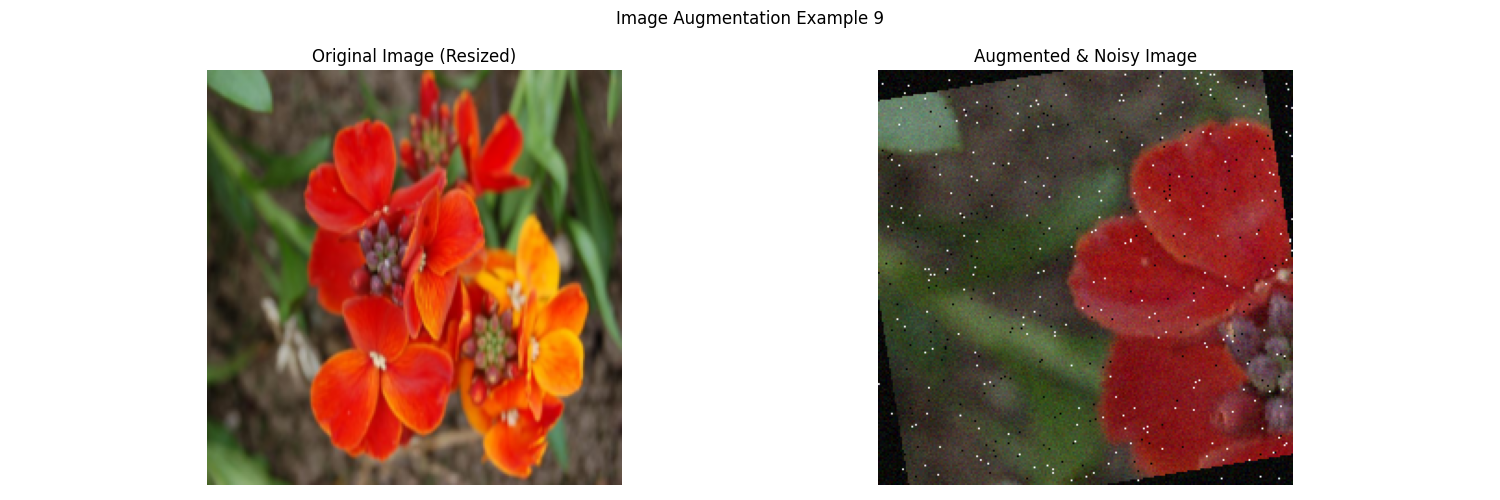 Image Augmentation Example 9
Original Image (Resized)
Augmented & Noisy Image